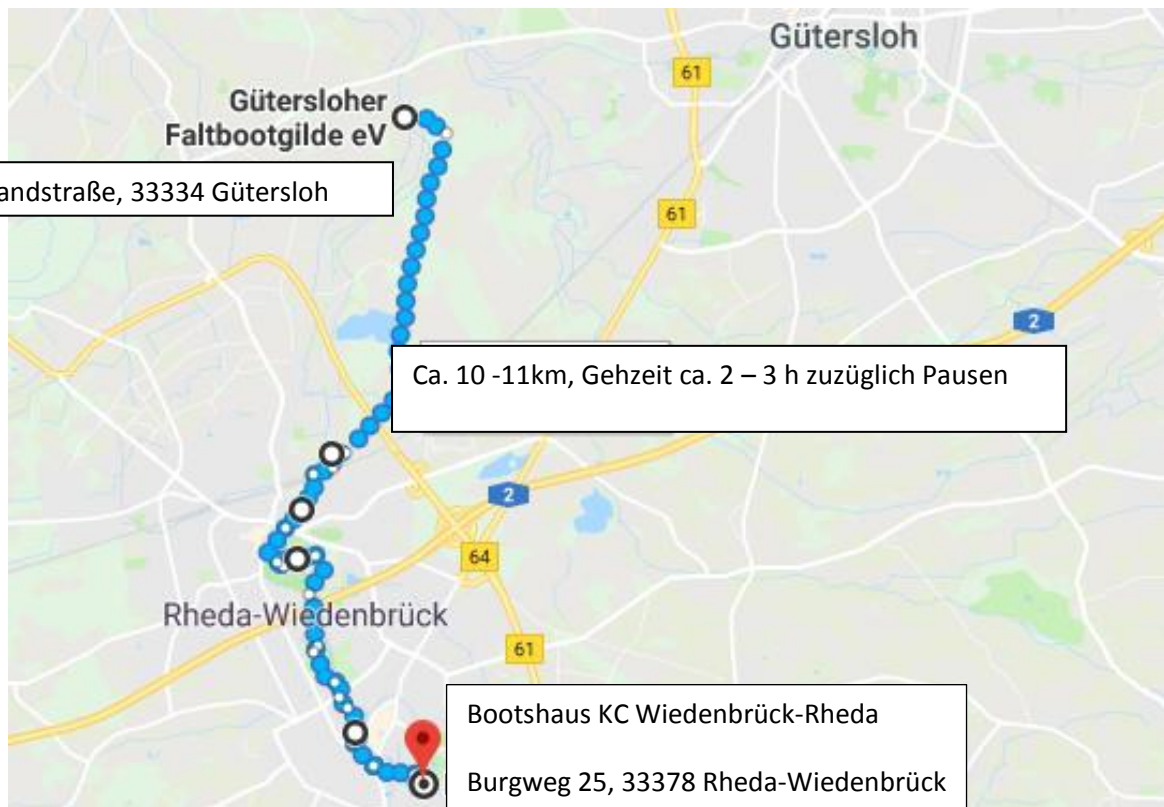 Gütersloh
61
Gütersloher
Faltbootgilde eV
andstraße, 33334 Gütersloh
61
2
Ca. 10 -11km, Gehzeit ca. 2 – 3 h zuzüglich Pausen
2
64
Rheda-Wiedenbrück
61
Bootshaus KC Wiedenbrück-Rheda
Burgweg 25, 33378 Rheda-Wiedenbrück